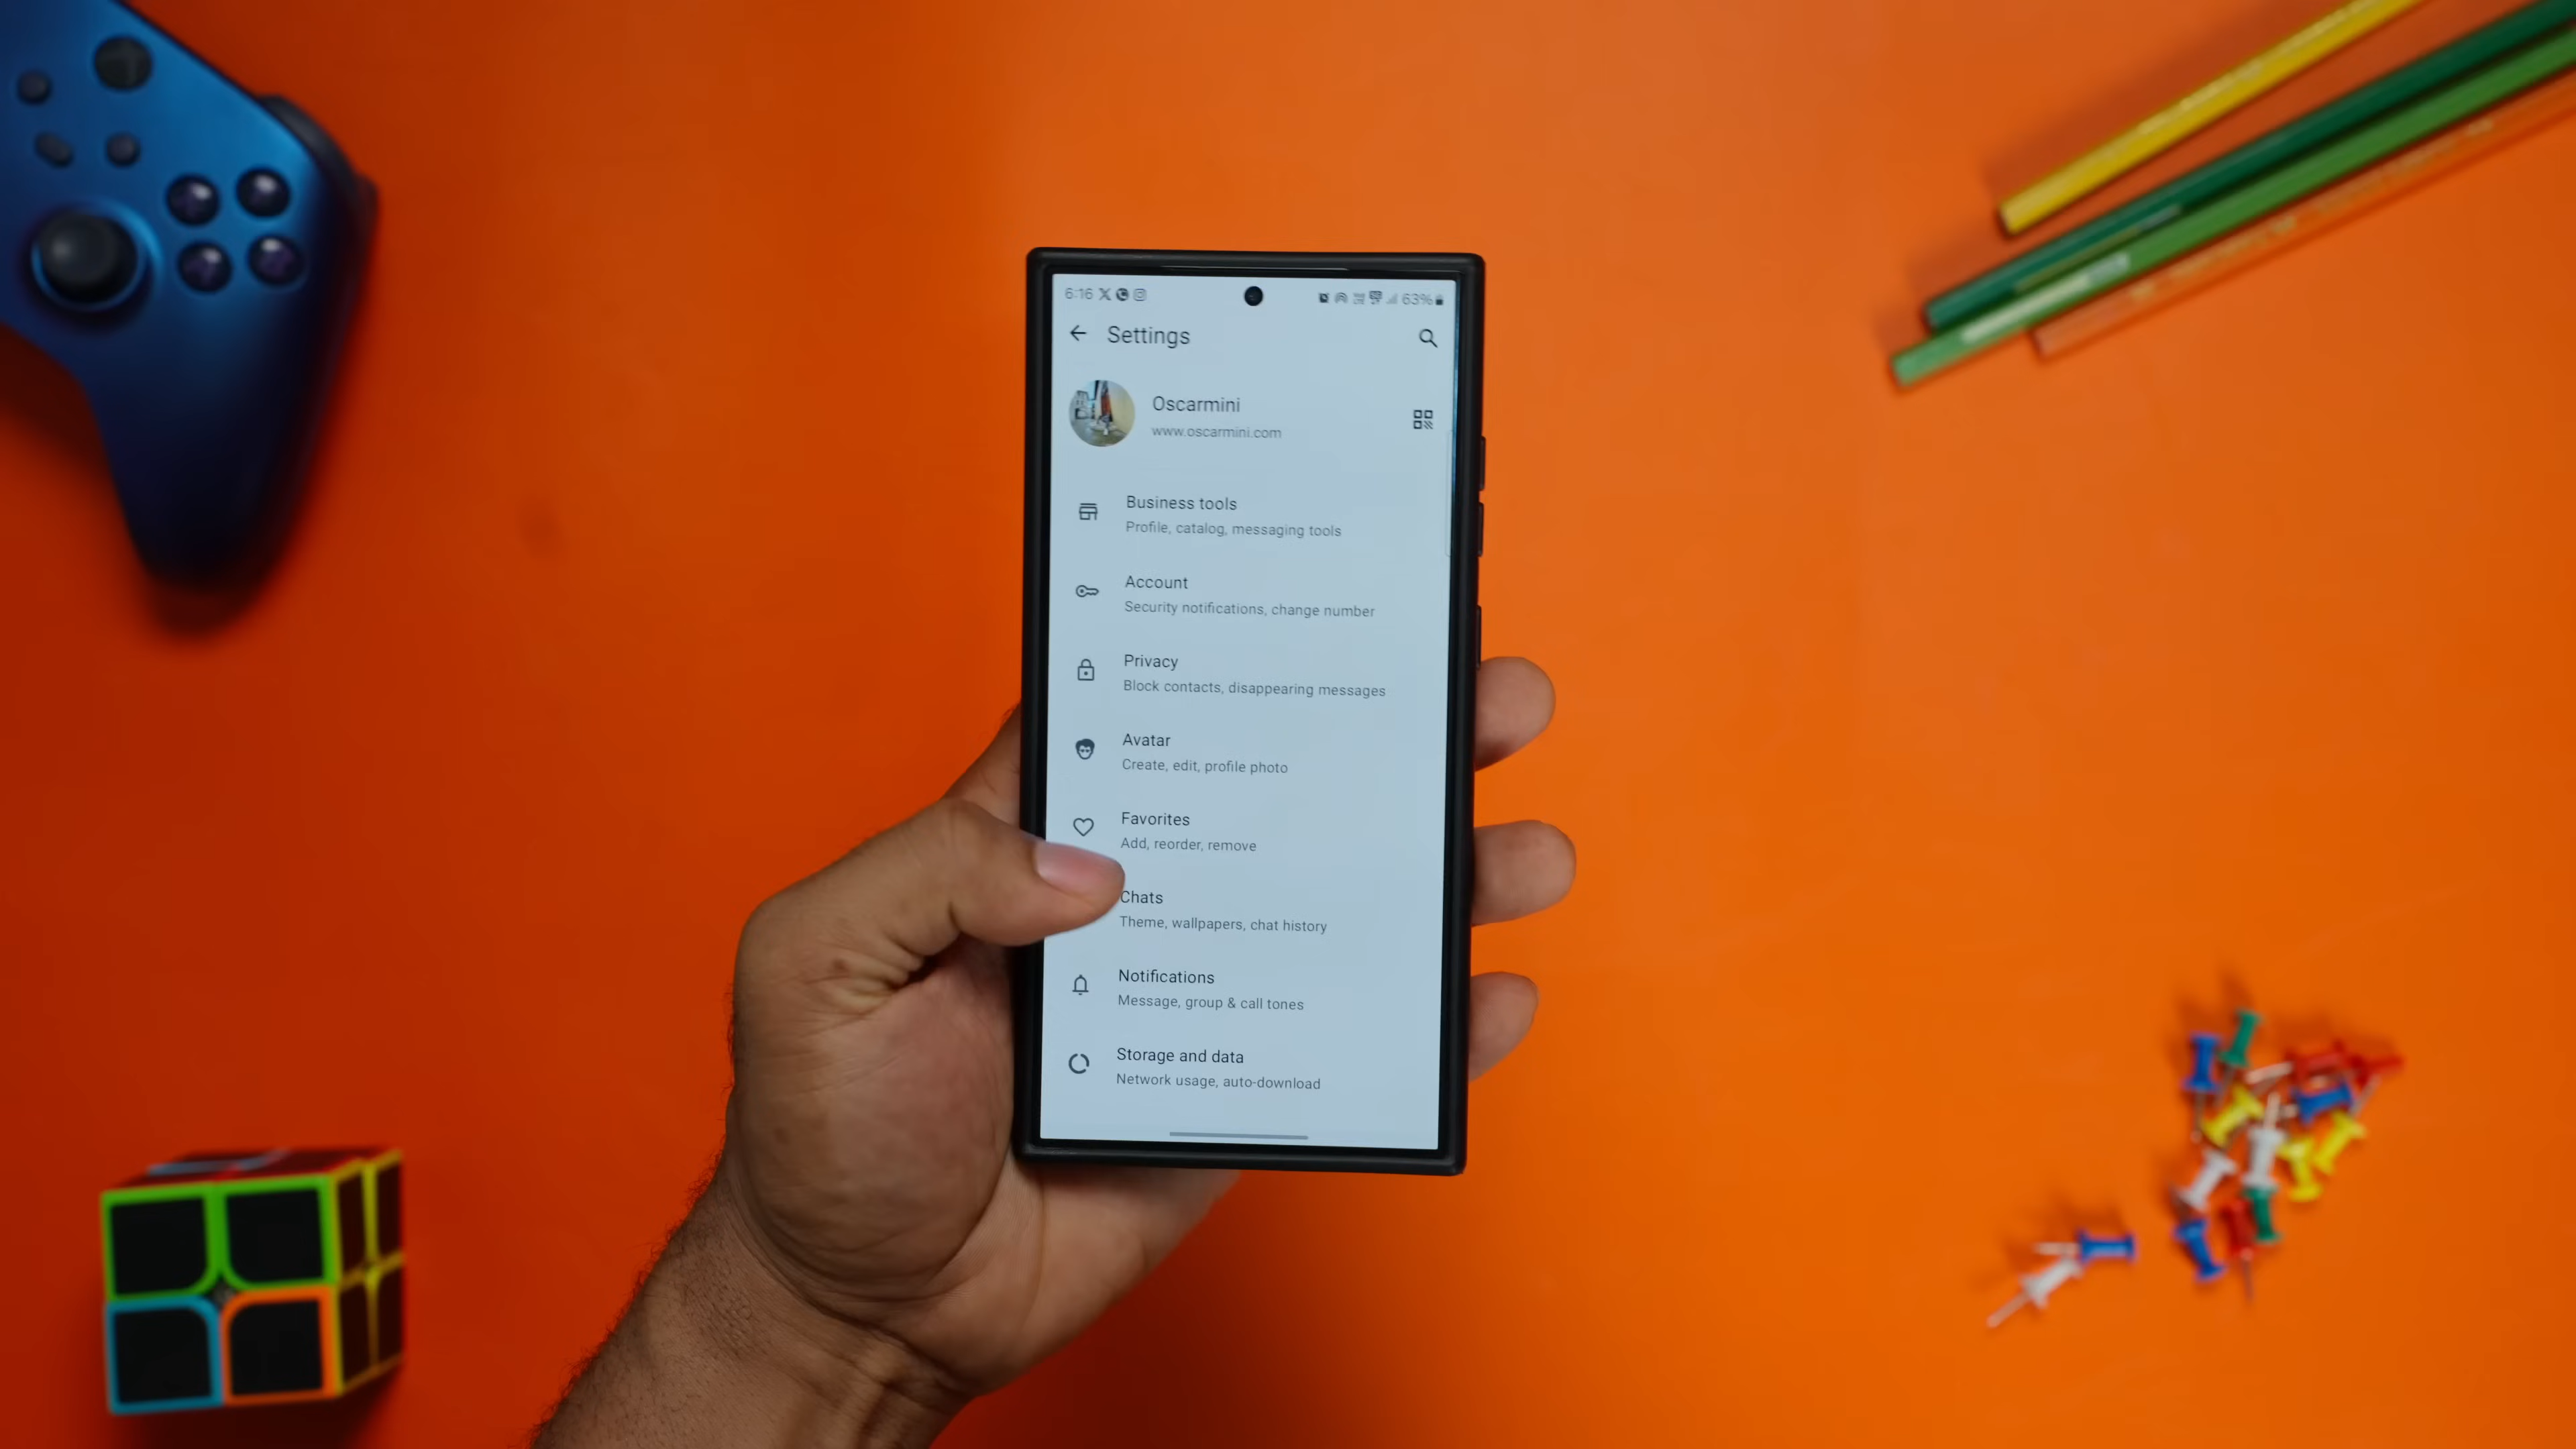 6:16 63%
Settings
Oscarmini
www.oscarmini.com
Business tools
Profile, catalog, messaging tools
Account
Security notifications, change number
Privacy
Block contacts, disappearing messages
Avatar
Create, edit, profile photo
Favorites
Add, reorder, remove
Chats
Theme, wallpapers, chat history
Notifications
Message, group & call tones
Storage and data
Network usage, auto-download